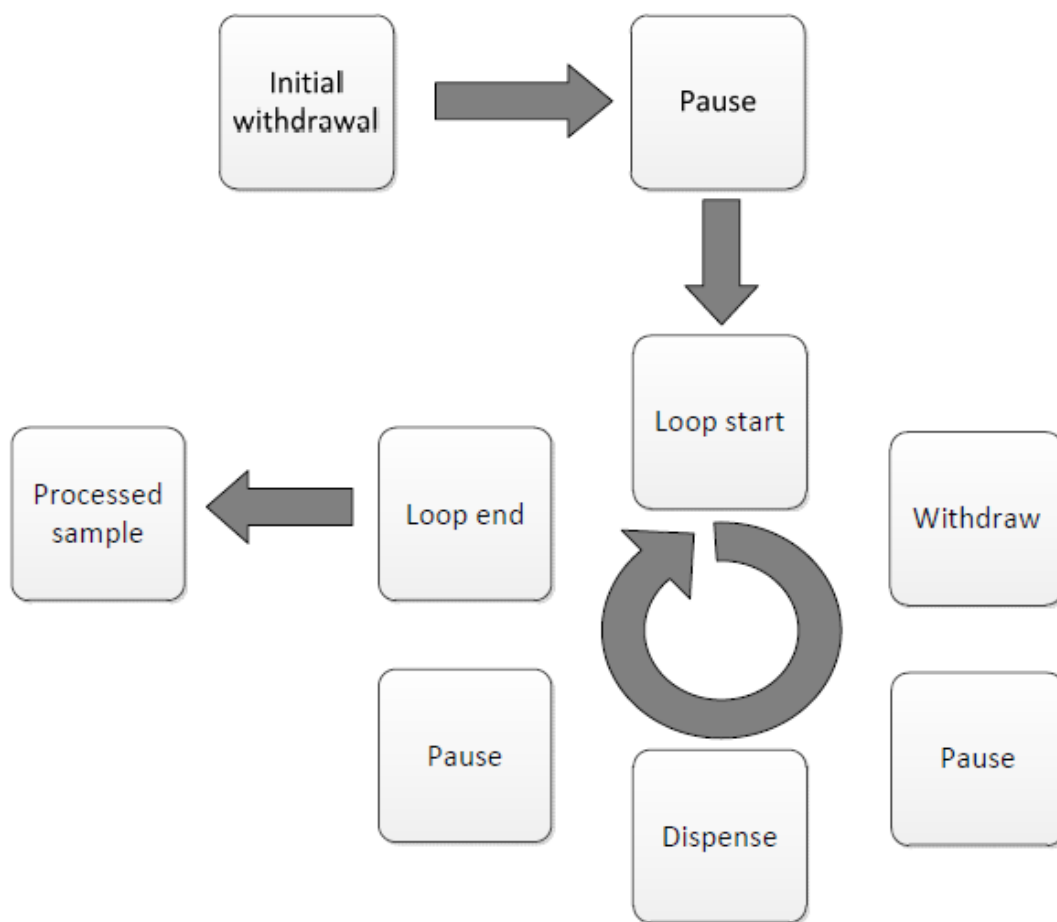 Initial
withdrawal
Pause
Loop start
Withdraw
Pause
Dispense
Pause
Loop end
Processed
sample